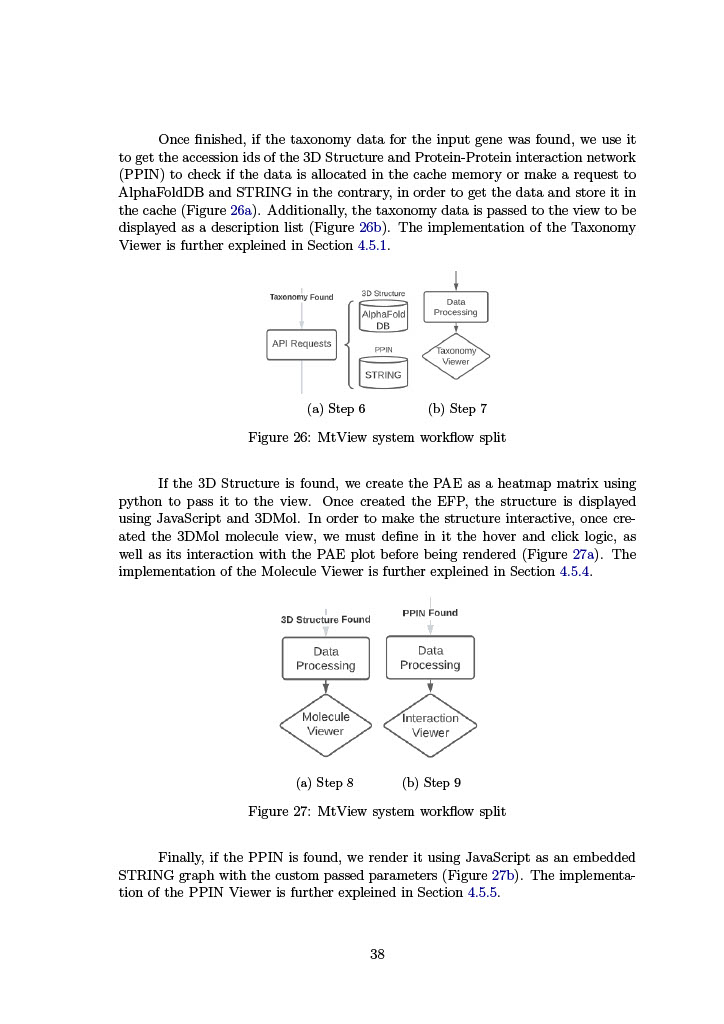 Once finished, if the taxonomy data for the input gene was found, we use it
to get the accession ids of the 3D Structure and Protein-Protein interaction network
(PPIN) to check if the data is allocated in the cache memory or make a request to
AlphaFoldDB and STRING in the contrary, in order to get the data and store it in
the cache (Figure 26a). Additionally, the taxonomy data is passed to the view to be
displayed as a description list (Figure 26b). The implementation of the Taxonomy
Viewer is further expleined in Section 4.5.1.
Taxonomy Found
API Requests
3D Structure
AlphaFold
DB
PPIN
STRING
Data
Processing
Taxonomy
Viewer
(a) Step 6
(b) Step 7
Figure 26: MtView system workflow split
If the 3D Structure is found, we create the PAE as a heatmap matrix using
python to pass it to the view. Once created the EFP, the structure is displayed
using JavaScript and 3DMol. In order to make the structure interactive, once cre-
ated the 3DMol molecule view, we must define in it the hover and click logic, as
well as its interaction with the PAE plot before being rendered (Figure 27a). The
implementation of the Molecule Viewer is further expleined in Section 4.5.4.
3D Structure Found
Data
Processing
Molecule
Viewer
PPIN Found
Data
Processing
Interaction
Viewer
(a) Step 8
(b) Step 9
Figure 27: MtView system workflow split
Finally, if the PPIN is found, we render it using JavaScript as an embedded
STRING graph with the custom passed parameters (Figure 27b). The implementa-
tion of the PPIN Viewer is further expleined in Section 4.5.5.
38